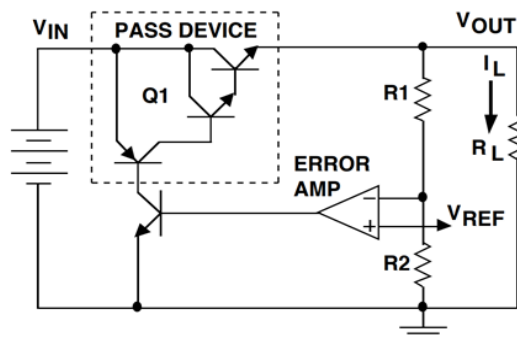 VIN
PASS DEVICE
VOUT
Q1
R1
IL
RL
ERROR
AMP
−
+
VREF
R2